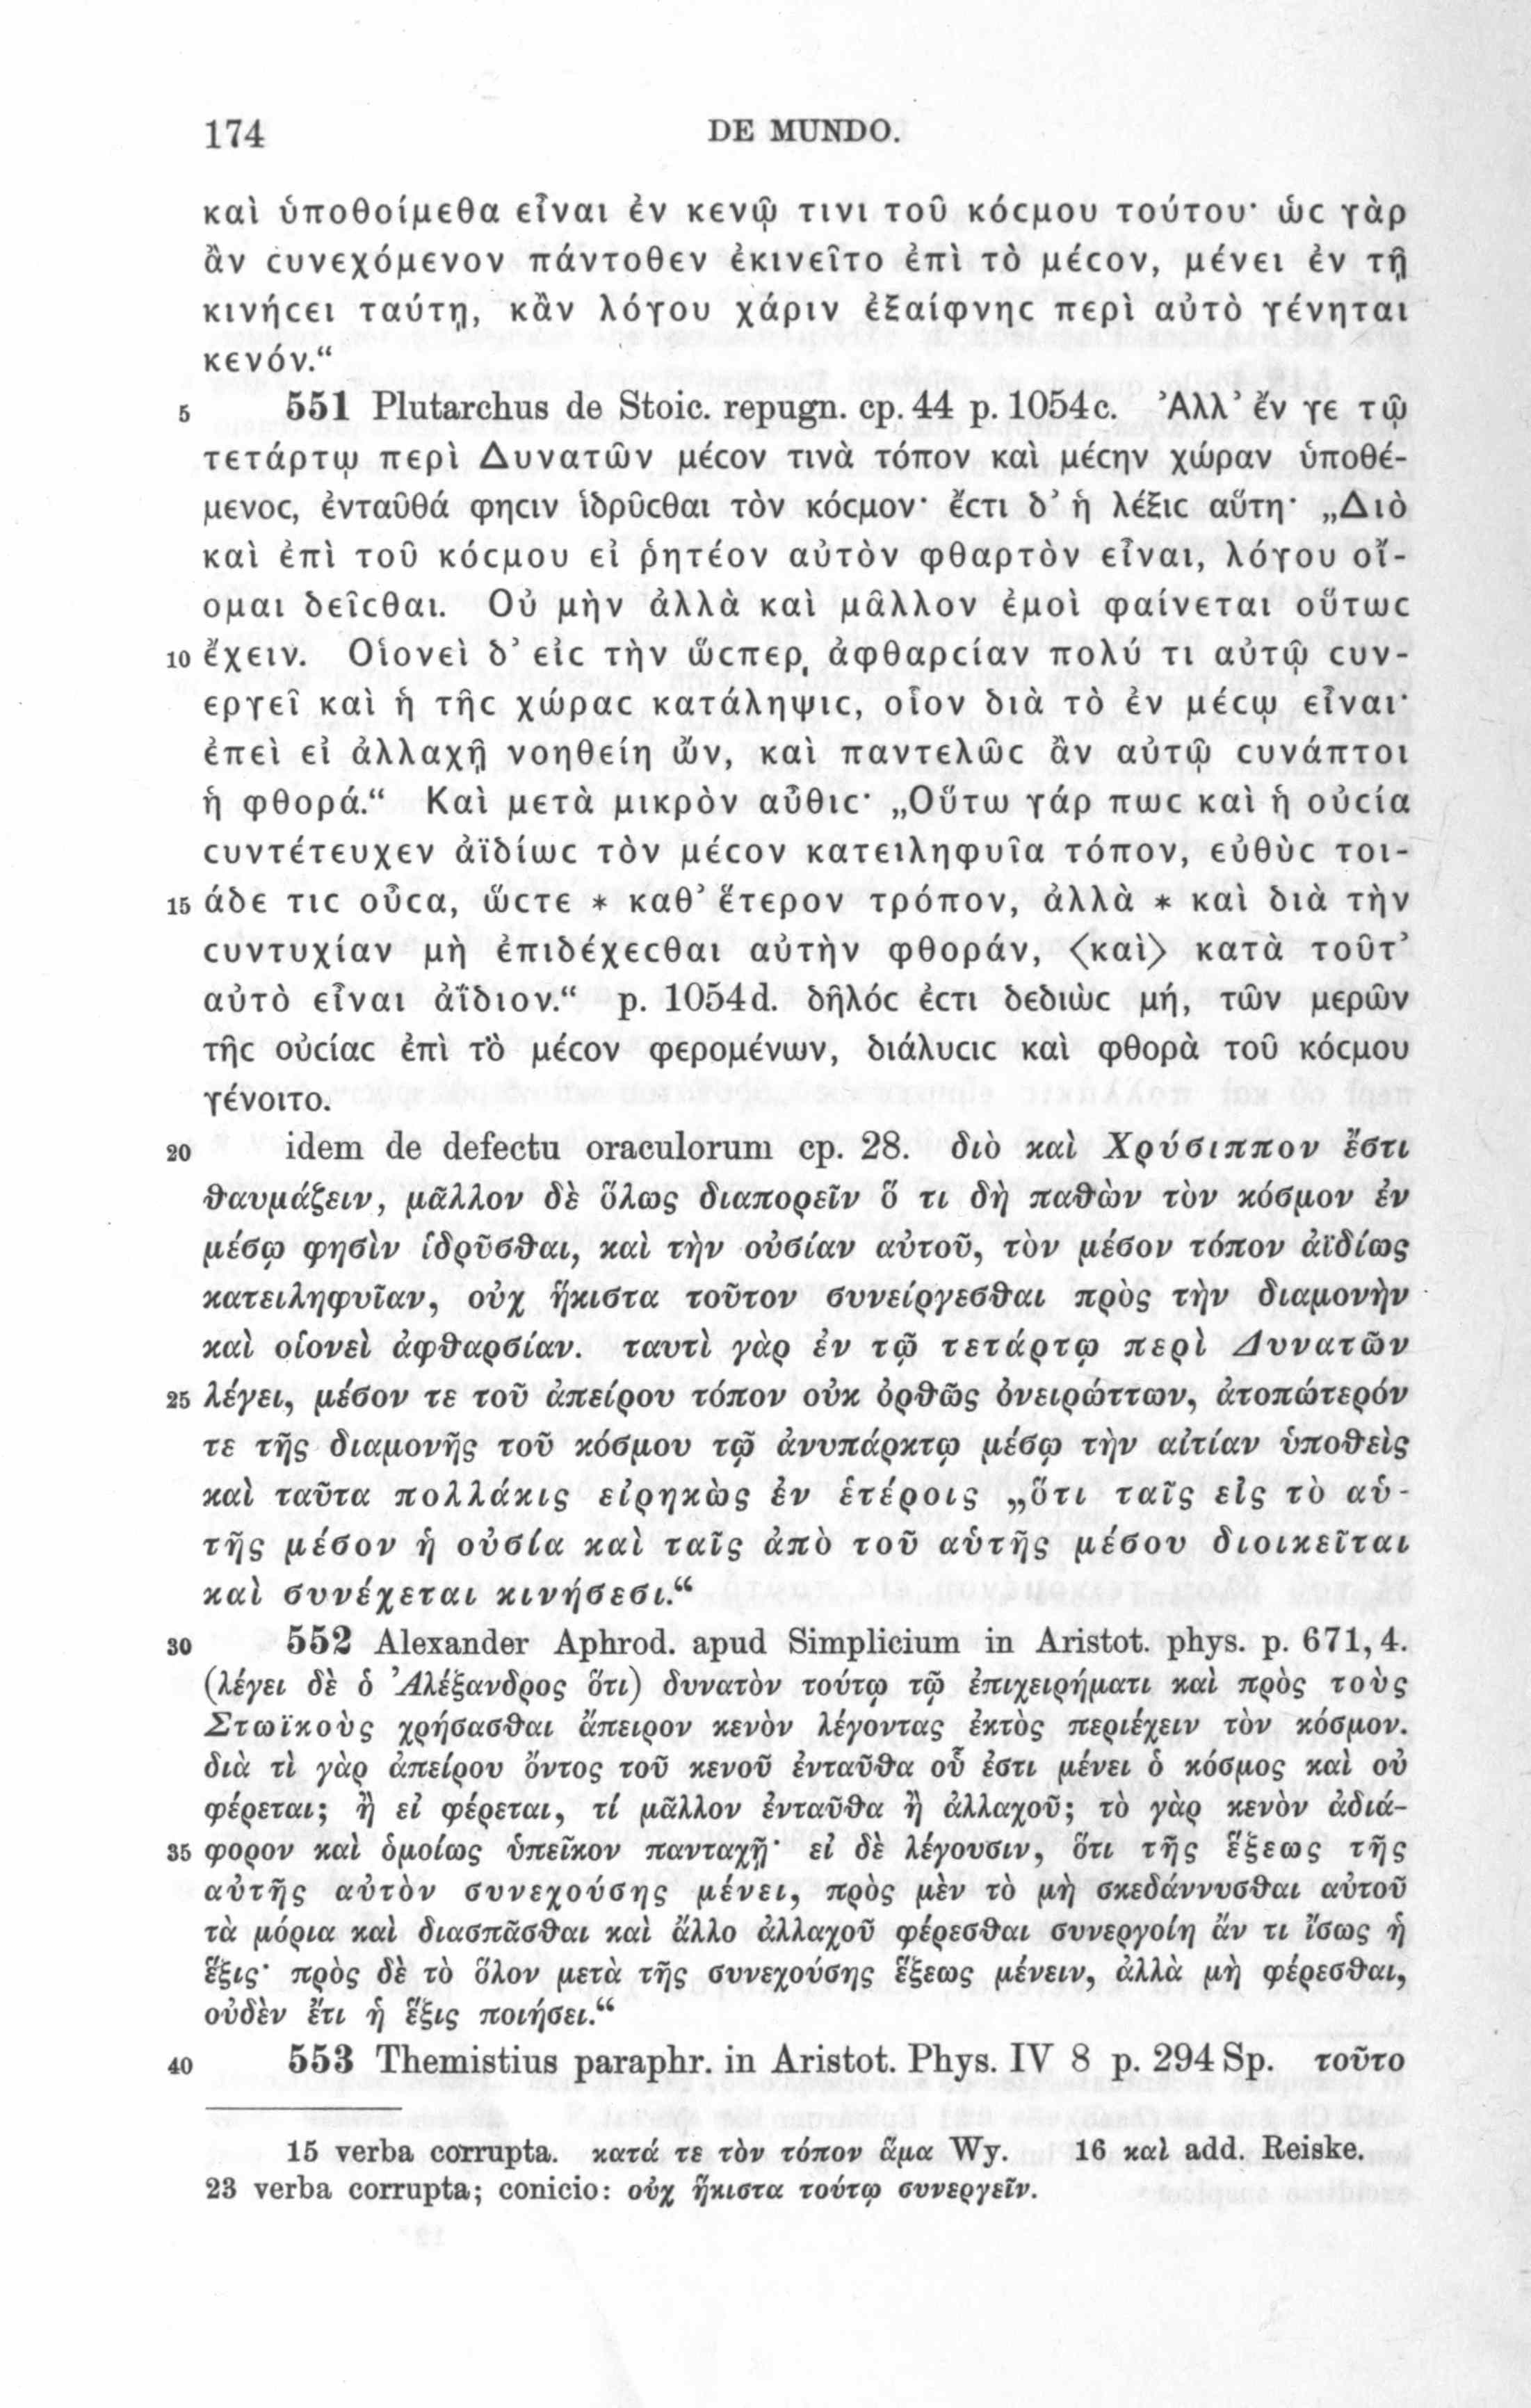 174 DE MUNDO.
καὶ ὑποθοίμεθα εἶναι ἐν κενῷ τινι τοῦ κόϲμου τούτου· ὡϲ γὰρ
ἂν ϲυνεχόμενον πάντοθεν ἐκινεῖτο ἐπὶ τὸ μέϲον, μένει ἐν τῇ
κινήϲει ταύτῃ, κἂν λόγου χάριν ἐξαίφνηϲ περὶ αὐτὸ γένηται
κενόν.“
5 551 Plutarchus de Stoic. repugn. cp. 44 p. 1054c. Ἀλλ’ ἔν γε τῷ
τετάρτῳ περὶ Δυνατῶν μέϲον τινὰ τόπον καὶ μέϲην χώραν ὑποθέ-
μενοϲ, ἐνταῦθά φηϲιν ἱδρῦϲθαι τὸν κόϲμον· ἔϲτι δ’ ἡ λέξιϲ αὕτη· „Διὸ
καὶ ἐπὶ τοῦ κόϲμου εἰ ῥητέον αὐτὸν φθαρτὸν εἶναι, λόγου οἴ-
ομαι δεῖϲθαι. Οὐ μὴν ἀλλὰ καὶ μᾶλλον ἐμοὶ φαίνεται οὕτωϲ
10 ἔχειν. Οἱονεὶ δ’ εἰϲ τὴν ὥϲπερ, ἀφθαρϲίαν πολύ τι αὐτῷ ϲυν-
εργεῖ καὶ ἡ τῆϲ χώραϲ κατάληψιϲ, οἷον διὰ τὸ ἐν μέϲῳ εἶναι·
ἐπεὶ εἰ ἀλλαχῇ νοηθείη ὤν, καὶ παντελῶϲ ἂν αὐτῷ ϲυνάπτοι
ἡ φθορά.“ Καὶ μετὰ μικρὸν αὖθιϲ· „Οὕτω γάρ πωϲ καὶ ἡ οὐϲία
ϲυντέτευχεν ἀϊδίωϲ τὸν μέϲον κατειληφυῖα τόπον, εὐθὺϲ τοι-
15 άδε τιϲ οὖϲα, ὥϲτε * καθ’ ἕτερον τρόπον, ἀλλὰ * καὶ διὰ τὴν
ϲυντυχίαν μὴ ἐπιδέχεϲθαι αὐτὴν φθοράν, 〈καὶ〉 κατὰ τοῦτ’
αὐτὸ εἶναι ἀΐδιον.“ p. 1054d. δῆλόϲ ἐϲτι δεδιὼϲ μή, τῶν μερῶν
τῆϲ οὐϲίαϲ ἐπὶ τὸ μέϲον φερομένων, διάλυϲιϲ καὶ φθορὰ τοῦ κόϲμου
γένοιτο.
20 idem de defectu oraculorum cp. 28. διὸ καὶ Χρύσιππον ἔστι
θαυμάζειν, μᾶλλον δὲ ὅλως διαπορεῖν ὅ τι δὴ παθὼν τὸν κόσμον ἐν
μέσῳ φησὶν ἱδρῦσθαι, καὶ τὴν οὐσίαν αὐτοῦ, τὸν μέσον τόπον ἀϊδίως
κατειληφυῖαν, οὐχ ἥκιστα τοῦτον συνείργεσθαι πρὸς τὴν διαμονὴν
καὶ οἱονεὶ ἀφθαρσίαν. ταυτὶ γὰρ ἐν τῷ τετάρτῳ περὶ Δυνατῶν
25 λέγει, μέσον τε τοῦ ἀπείρου τόπον οὐκ ὀρθῶς ὀνειρώττων, ἀτοπώτερόν
τε τῆς διαμονῆς τοῦ κόσμου τῷ ἀνυπάρκτῳ μέσῳ τὴν αἰτίαν ὑποθεὶς
καὶ ταῦτα πολλάκις εἰρηκὼς ἐν ἑτέροις „ὅτι ταῖς εἰς τὸ αὑ-
τῆς μέσον ἡ οὐσία καὶ ταῖς ἀπὸ τοῦ αὑτῆς μέσου διοικεῖται
καὶ συνέχεται κινήσεσι.“
30 552 Alexander Aphrod. apud Simplicium in Aristot. phys. p. 671, 4.
(λέγει δὲ ὁ Ἀλέξανδρος ὅτι) δυνατὸν τούτῳ τῷ ἐπιχειρήματι καὶ πρὸς τοὺς
Στωϊκοὺς χρήσασθαι ἄπειρον κενὸν λέγοντας ἐκτὸς περιέχειν τὸν κόσμον.
διὰ τὶ γὰρ ἀπείρου ὄντος τοῦ κενοῦ ἐνταῦθα οὗ ἐστι μένει ὁ κόσμος καὶ οὐ
φέρεται; ἢ εἰ φέρεται, τί μᾶλλον ἐνταῦθα ἢ ἀλλαχοῦ; τὸ γὰρ κενὸν ἀδιά-
35 φορον καὶ ὁμοίως ὑπεῖκον πανταχῇ· εἰ δὲ λέγουσιν, ὅτι τῆς ἕξεως τῆς
αὐτῆς αὐτὸν συνεχούσης μένει, πρὸς μὲν τὸ μὴ σκεδάννυσθαι αὐτοῦ
τὰ μόρια καὶ διασπᾶσθαι καὶ ἄλλο ἀλλαχοῦ φέρεσθαι συνεργοίη ἄν τι ἴσως ἡ
ἕξις· πρὸς δὲ τὸ ὅλον μετὰ τῆς συνεχούσης ἕξεως μένειν, ἀλλὰ μὴ φέρεσθαι,
οὐδὲν ἔτι ἡ ἕξις ποιήσει.“
40 553 Themistius paraphr. in Aristot. Phys. IV 8 p. 294 Sp. τοῦτο
15 verba corrupta. κατά τε τὸν τόπον ἅμα Wy. 16 καὶ add. Reiske.
23 verba corrupta; conicio: οὐχ ἥκιστα τούτῳ συνεργεῖν.